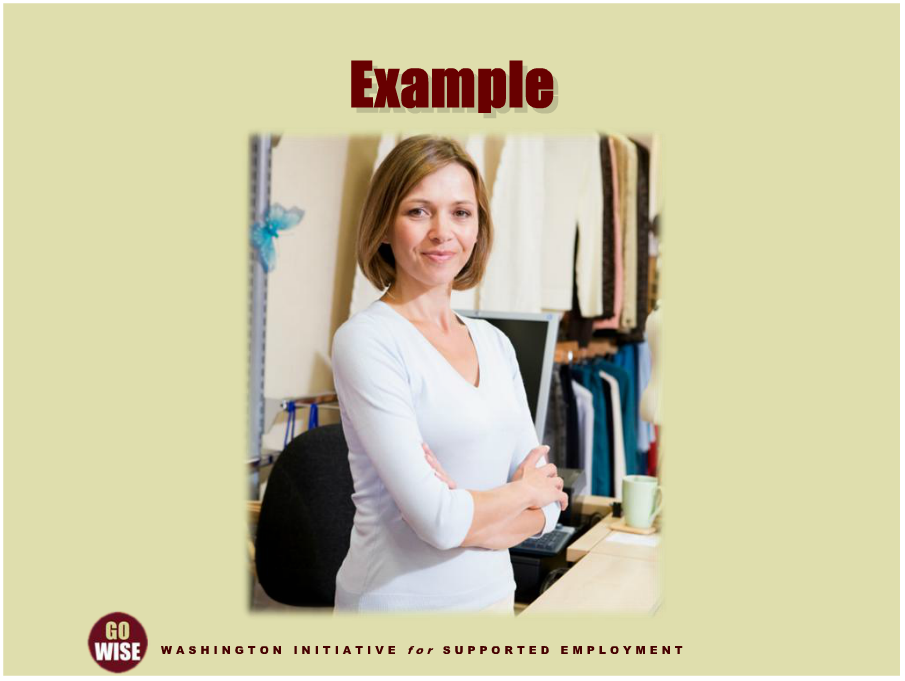 Example
GO
WISE
WASHINGTON INITIATIVE for SUPPORTED EMPLOYMENT